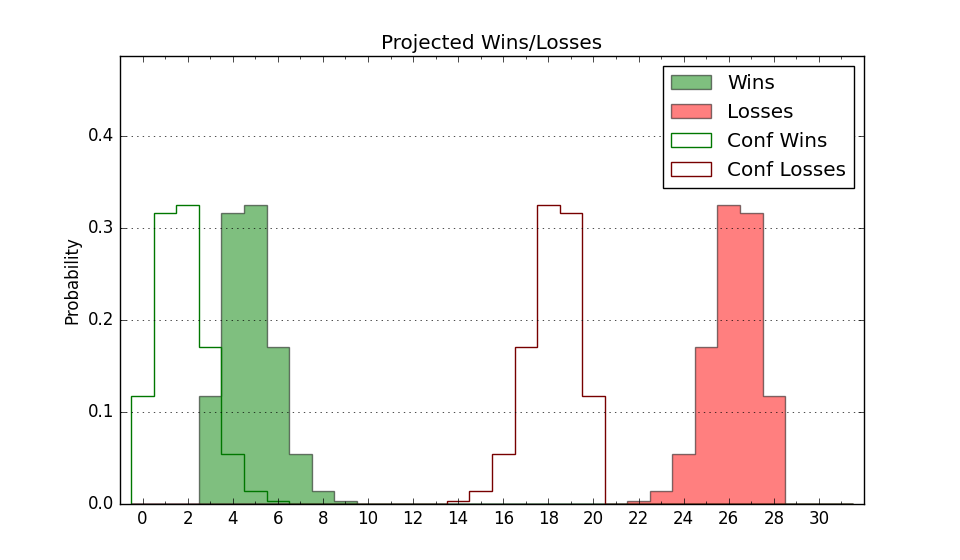 Projected Wins/Losses
Wins
Losses
Conf Wins
Conf Losses
Probability
0.4
0.3
0.2
0.1
0.0
0 2 4 6 8 10 12 14 16 18 20 22 24 26 28 30